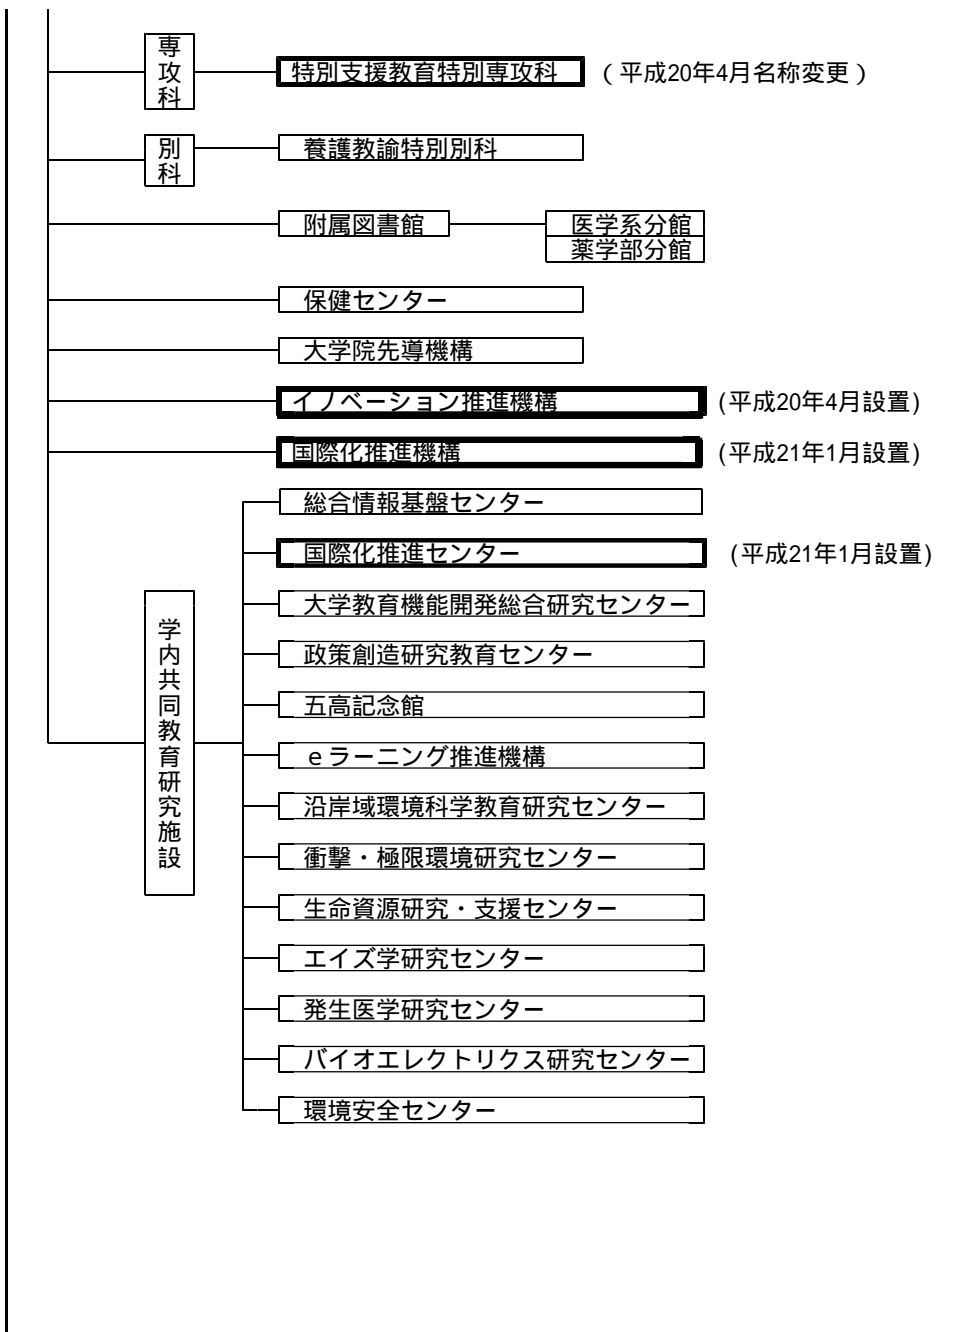 専攻科
特別支援教育特別専攻科 （平成20年4月名称変更）
別科
養護教諭特別別科
附属図書館
医学系分館
薬学部分館
保健センター
大学院先導機構
イノベーション推進機構 (平成20年4月設置)
国際化推進機構 (平成21年1月設置)
学内共同教育研究施設
総合情報基盤センター
国際化推進センター (平成21年1月設置)
大学教育機能開発総合研究センター
政策創造研究教育センター
五高記念館
ｅラーニング推進機構
沿岸域環境科学教育研究センター
衝撃・極限環境研究センター
生命資源研究・支援センター
エイズ学研究センター
発生医学研究センター
バイオエレクトリクス研究センター
環境安全センター